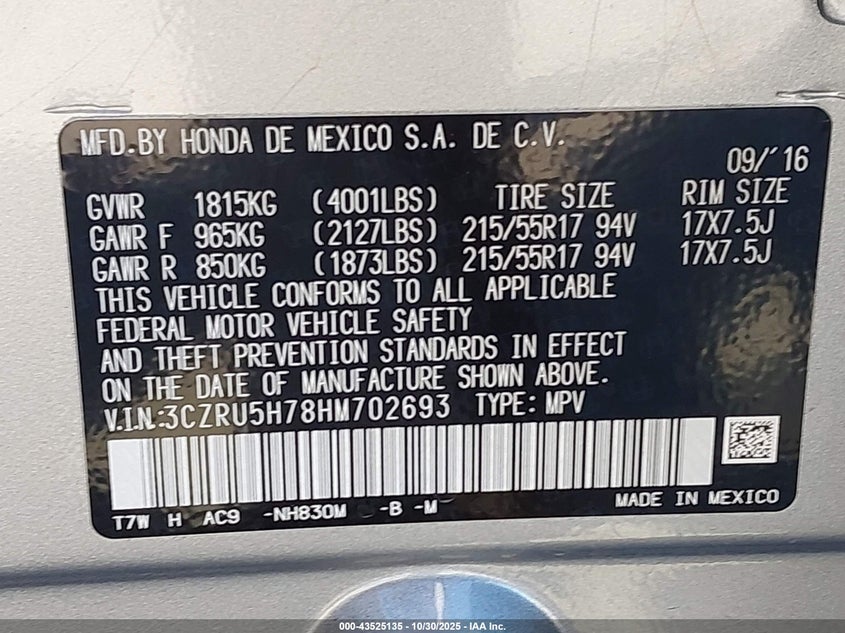 MFD.BY HONDA DE MEXICO S.A. DE C.V.
09/'16
GVWR 1815KG (4001LBS) TIRE SIZE RIM SIZE
GAWR F 965KG (2127LBS) 215/55R17 94V 17X7.5J
GAWR R 850KG (1873LBS) 215/55R17 94V 17X7.5J
THIS VEHICLE CONFORMS TO ALL APPLICABLE
FEDERAL MOTOR VEHICLE SAFETY
AND THEFT PREVENTION STANDARDS IN EFFECT
ON THE DATE OF MANUFACTURE SHOWN ABOVE.
V.I.N.:3CZRU5H78HM702693 TYPE: MPV
T7W H AC9 -NH830M -B -M
MADE IN MEXICO
000-43525135 - 10/30/2025 - IAA Inc.